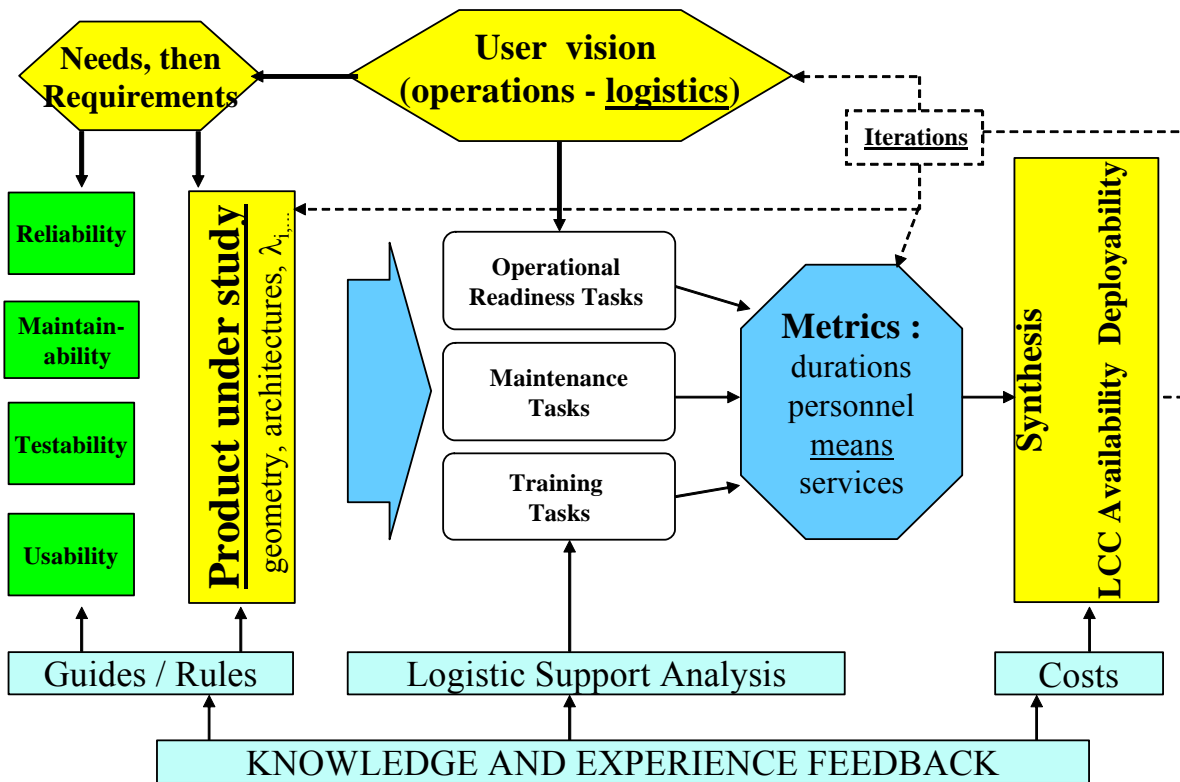 Needs, then
Requirements
User vision
(operations - logistics)
Iterations
Reliability
Maintain-
ability
Testability
Usability
Product under study
geometry, architectures, λi,...
Operational
Readiness Tasks
Maintenance
Tasks
Training
Tasks
Metrics :
durations
personnel
means
services
Synthesis
LCC Availability Deployability
Guides / Rules
Logistic Support Analysis
Costs
KNOWLEDGE AND EXPERIENCE FEEDBACK